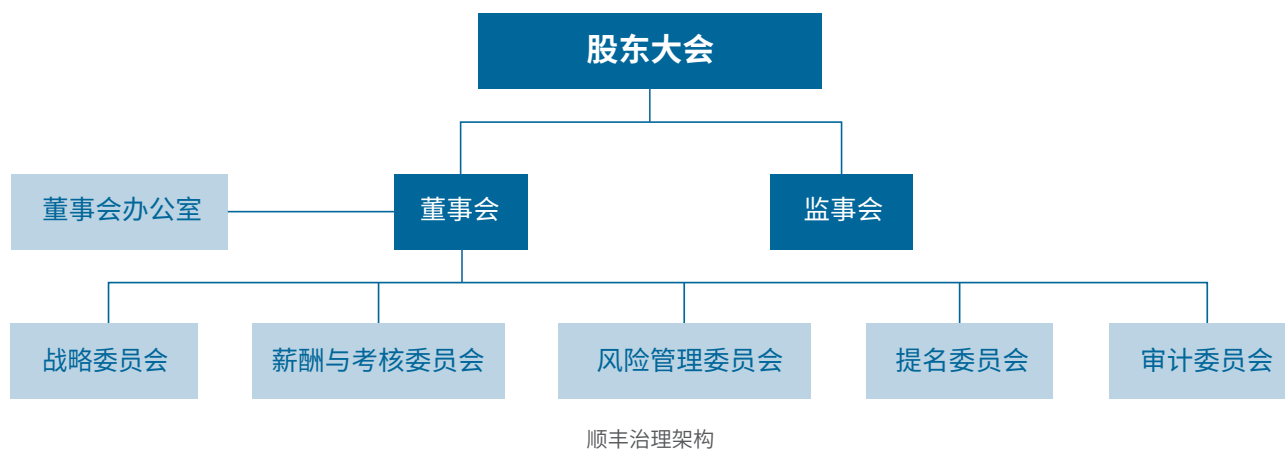 股东大会
董事会办公室
董事会
监事会
战略委员会
薪酬与考核委员会
风险管理委员会
提名委员会
审计委员会
顺丰治理架构